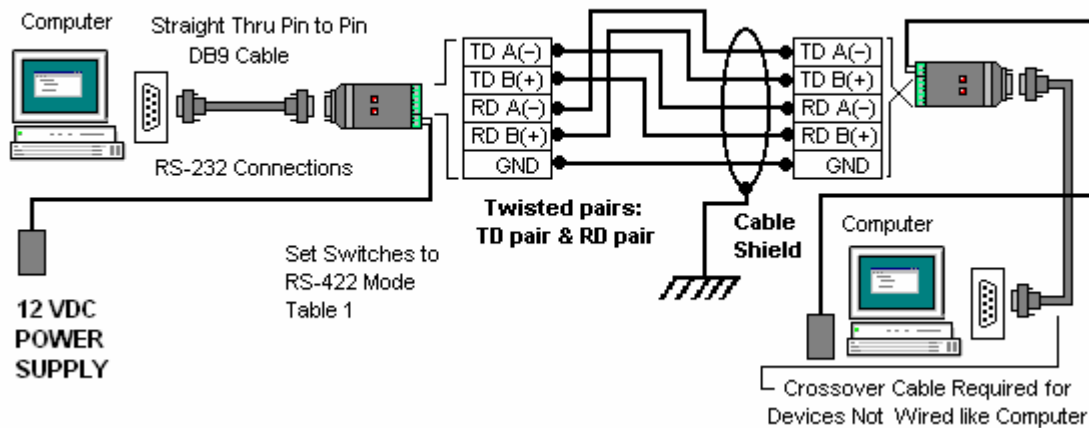 Computer
Straight Thru Pin to Pin
DB9 Cable
RS-232 Connections
12 VDC
POWER
SUPPLY
Set Switches to
RS-422 Mode
Table 1
TD A(-)
TD B(+)
RD A(-)
RD B(+)
GND
Twisted pairs:
TD pair & RD pair
Cable
Shield
TD A(-)
TD B(+)
RD A(-)
RD B(+)
GND
Computer
Crossover Cable Required for
Devices Not Wired like Computer